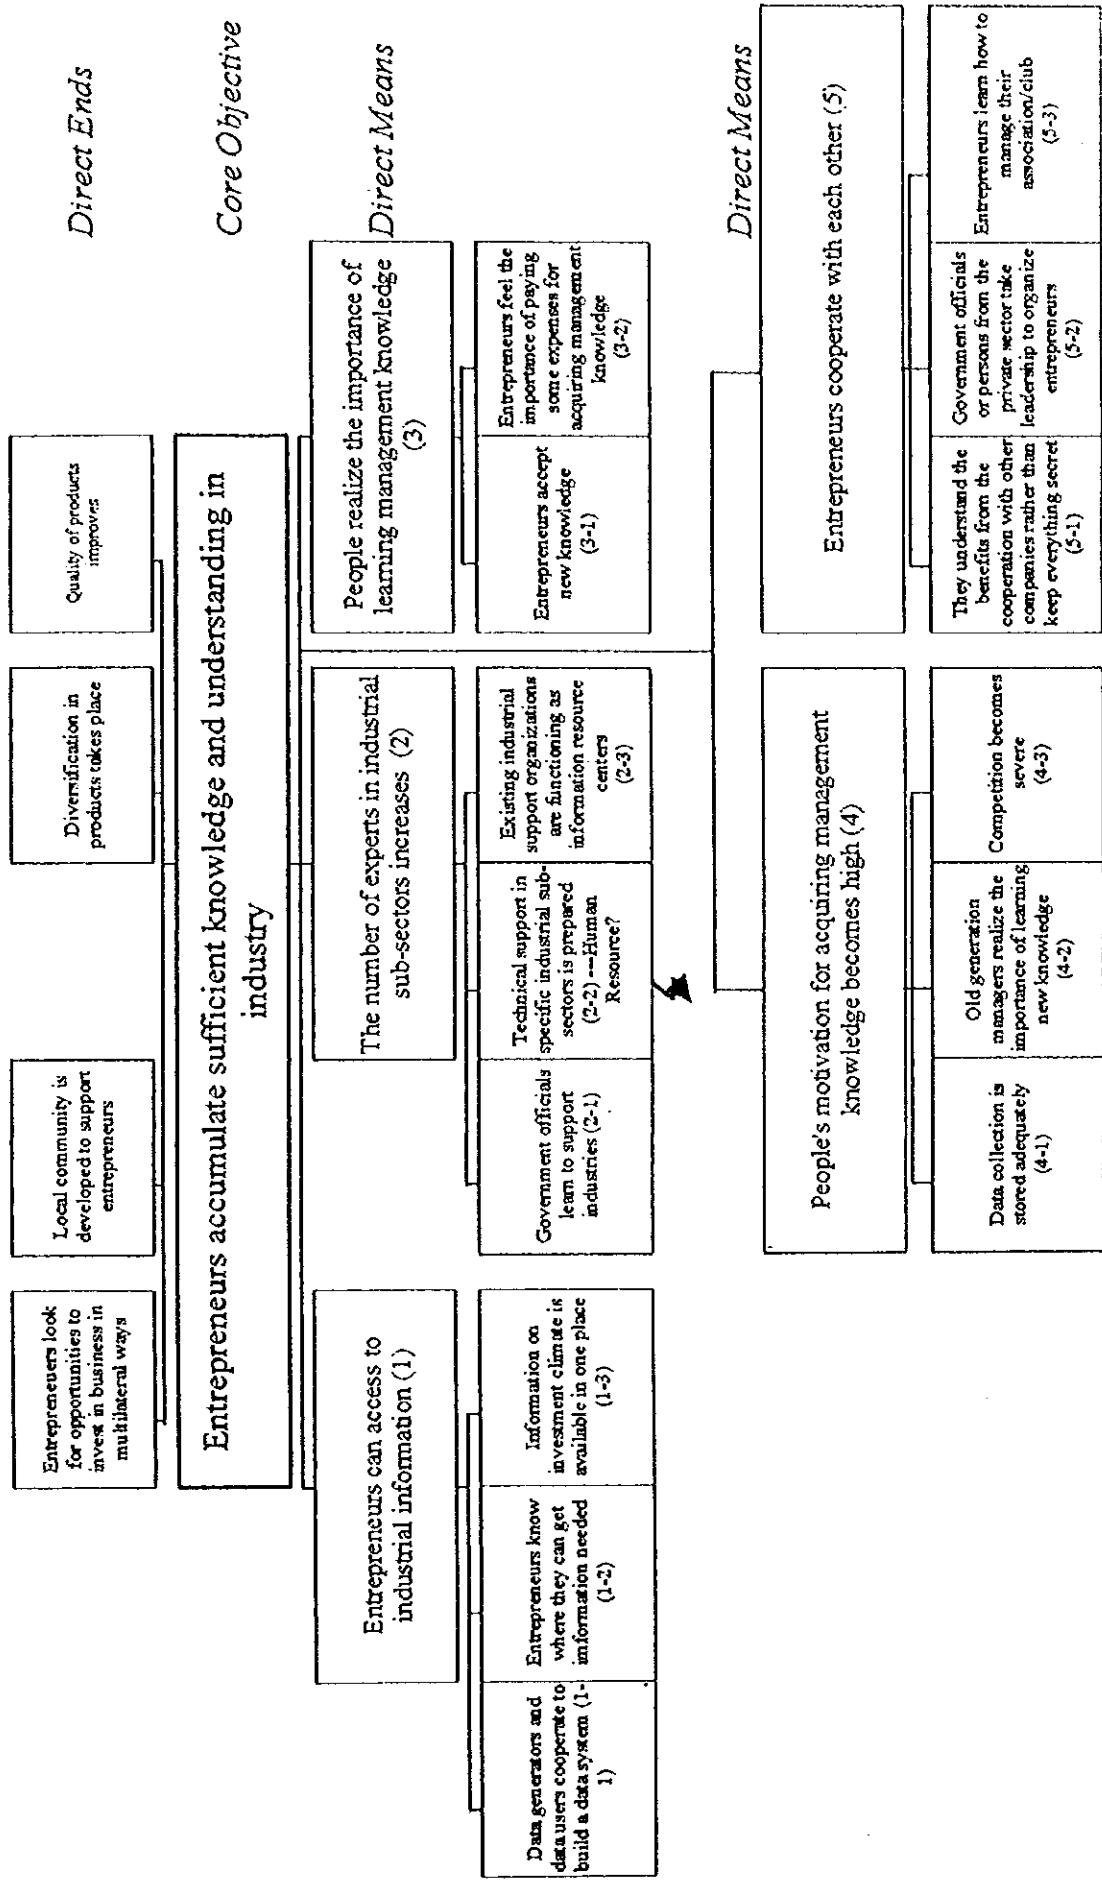 Direct Ends
Entrepreneuers look
for opportunities to
invest in business in
multilateral ways
Local community is
developed to support
entrepreneurs
Diversification in
products takes place
Quality of products
improves
Core Objective
Entrepreneurs accumulate sufficient knowledge and understanding in
industry
Direct Means
Entrepreneurs can access to
industrial information (1)
The number of experts in industrial
sub-sectors increases (2)
People realize the importance of
learning management knowledge
(3)
Data generators and
data users cooperate to
build a data system (1-
1)
Entrepreneurs know
where they can get
imformation needed
(1-2)
Information on
investment climate is
available in one place
(1-3)
Government officials
learn to support
industries (2-1)
Technical support in
specific industrial sub-
sectors is prepared
(2-2) ---Human
Resource?
Existing industrial
support organizations
are functioning as
information resource
centers
(2-3)
Entrepreneurs accept
new knowledge
(3-1)
Entrepreneurs feel the
importance of paying
some expenses for
acquiring management
knowledge
(3-2)
Direct Means
People's motivation for acquiring management
knowledge becomes high (4)
Entrepreneurs cooperate with each other (5)
Data collection is
stored adequately
(4-1)
Old generation
managers realize the
importance of learning
new knowledge
(4-2)
Competition becomes
severe
(4-3)
They understand the
benefits from the
cooperation with other
companies rather than
keep everything secret
(5-1)
Government officials
or persons from the
private sector take
leadership to organize
entrepreneurs
(5-2)
Entrepreneurs learn how to
manage their
association/club
(5-3)